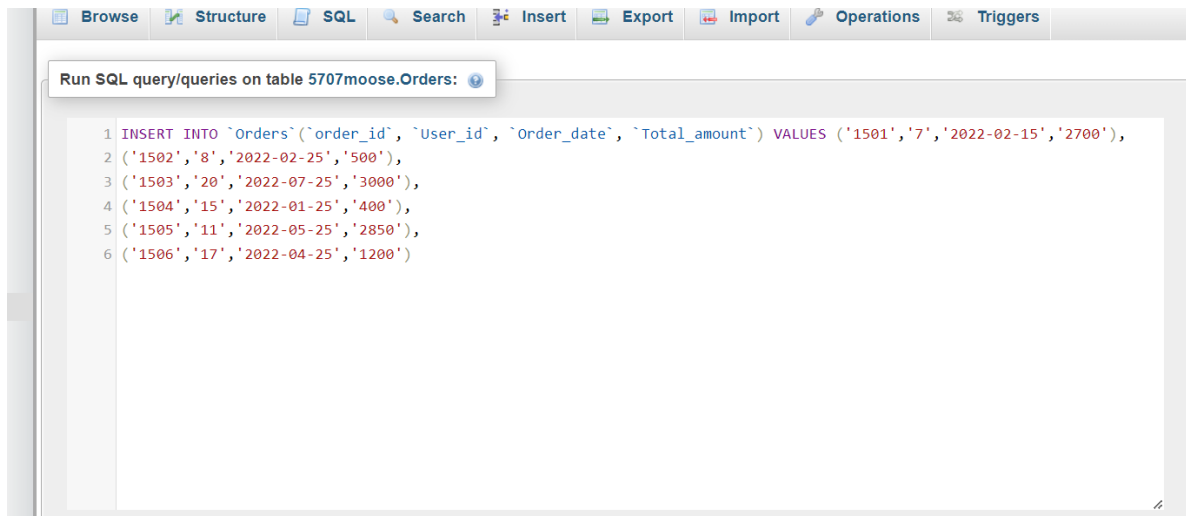 Browse Structure SQL Search Insert Export Import Operations Triggers
Run SQL query/queries on table 5707moose.Orders:
1 INSERT INTO `Orders`(`order_id`, `User_id`, `Order_date`, `Total_amount`) VALUES ('1501','7','2022-02-15','2700'),
2 ('1502','8','2022-02-25','500'),
3 ('1503','20','2022-07-25','3000'),
4 ('1504','15','2022-01-25','400'),
5 ('1505','11','2022-05-25','2850'),
6 ('1506','17','2022-04-25','1200')